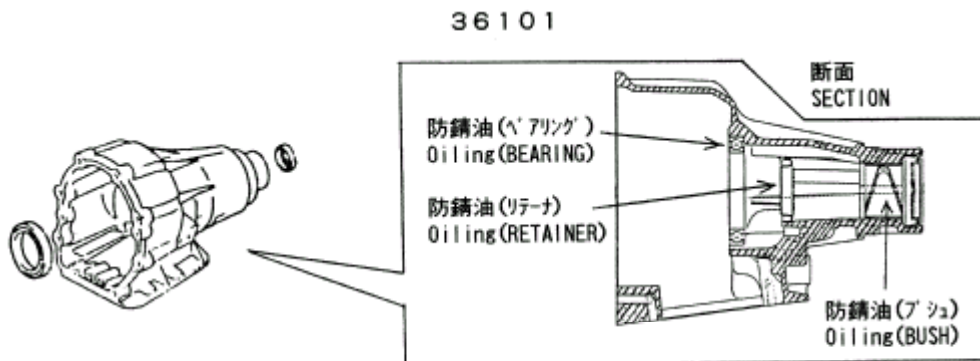 36101
断面
SECTION
防錆油(ベアリング)
Oiling(BEARING)
防錆油(リテーナ)
Oiling(RETAINER)
防錆油(ブシュ)
Oiling(BUSH)